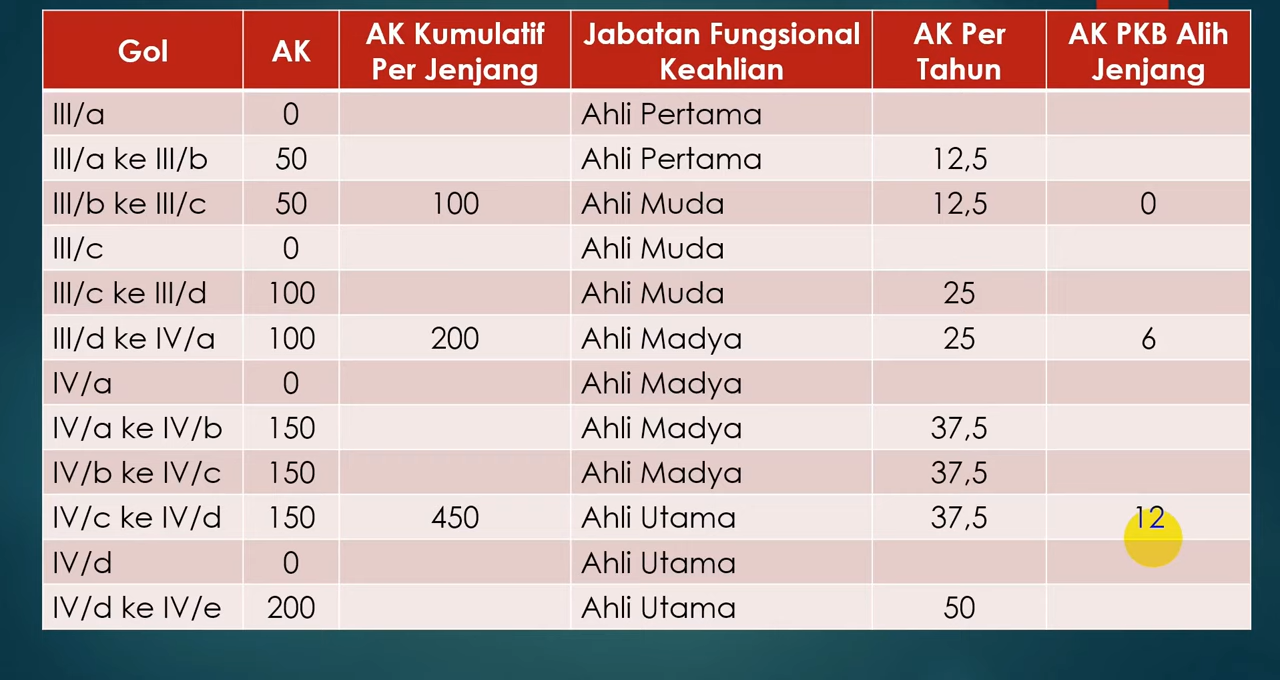 Gol AK AK Kumulatif Per Jenjang Jabatan Fungsional Keahlian AK Per Tahun AK PKB Alih Jenjang
III/a 0 Ahli Pertama
III/a ke III/b 50 Ahli Pertama 12,5
III/b ke III/c 50 100 Ahli Muda 12,5 0
III/c 0 Ahli Muda
III/c ke III/d 100 Ahli Muda 25
III/d ke IV/a 100 200 Ahli Madya 25 6
IV/a 0 Ahli Madya
IV/a ke IV/b 150 Ahli Madya 37,5
IV/b ke IV/c 150 Ahli Madya 37,5
IV/c ke IV/d 150 450 Ahli Utama 37,5 12
IV/d 0 Ahli Utama
IV/d ke IV/e 200 Ahli Utama 50